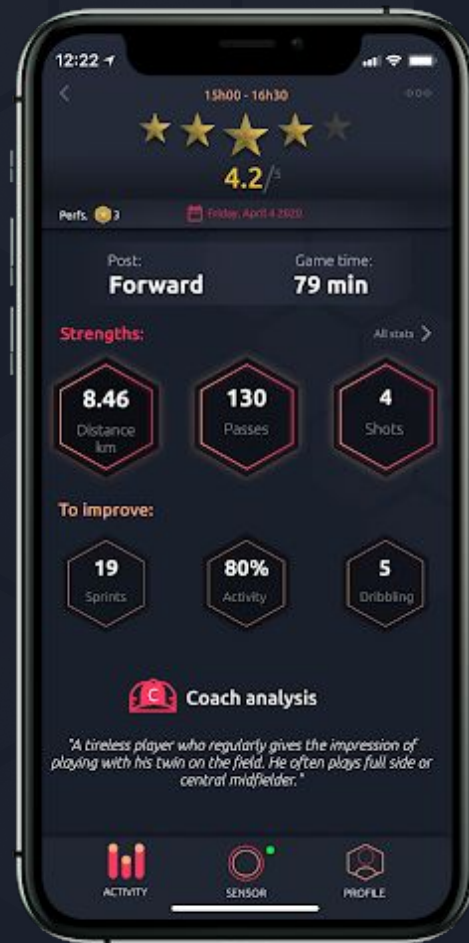 12:22
15h00 - 16h30
4.2/5
Perfs. 3
Friday, April 4 2020
Post:
Game time:
Forward
79 min
Strengths:
All stats
8.46
130
4
Distance
km
Passes
Shots
To improve:
19
80%
5
Sprints
Activity
Dribbling
C
Coach analysis
"A tireless player who regularly gives the impression of
playing with his twin on the field. He often plays full side or
central midfielder."
ACTIVITY
SENSOR
PROFILE